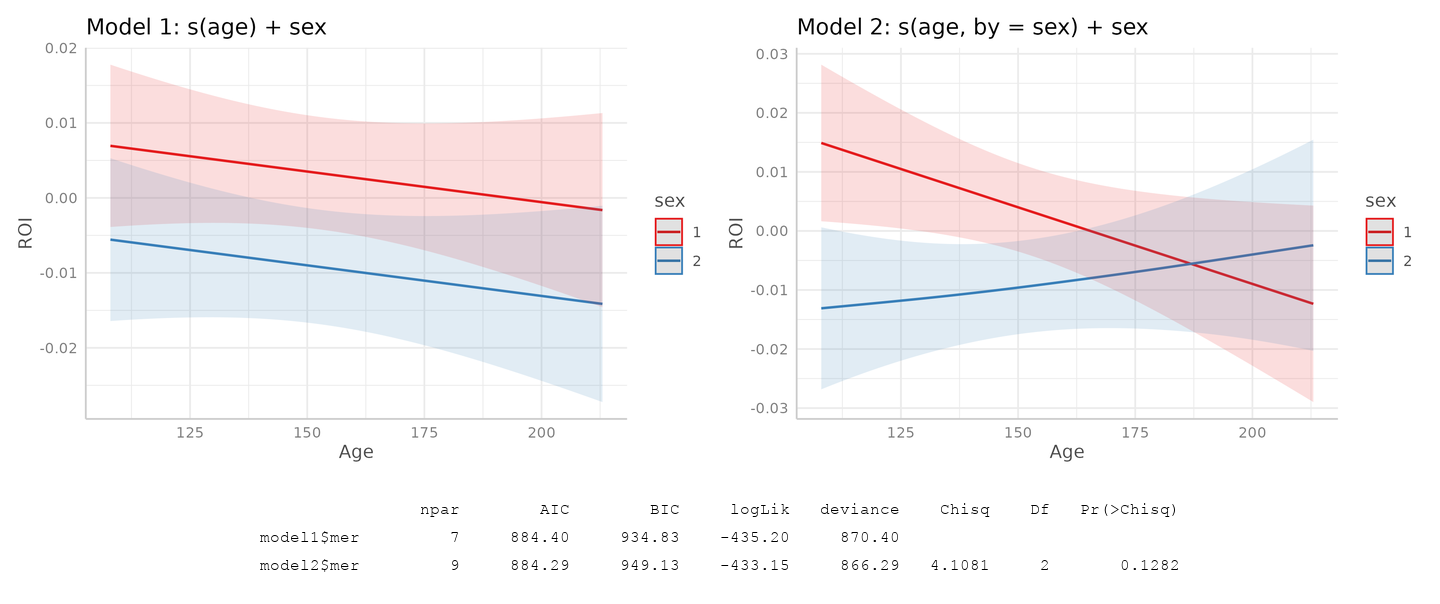 Model 1: s(age) + sex
0.02
0.01
0.00
-0.01
-0.02
ROI
125 150 175 200
Age
sex
1
2
Model 2: s(age, by = sex) + sex
0.03
0.02
0.01
0.00
-0.01
-0.02
-0.03
ROI
125 150 175 200
Age
sex
1
2
npar AIC BIC logLik deviance Chisq Df Pr(>Chisq)
model1$mer 7 884.40 934.83 -435.20 870.40
model2$mer 9 884.29 949.13 -433.15 866.29 4.1081 2 0.1282